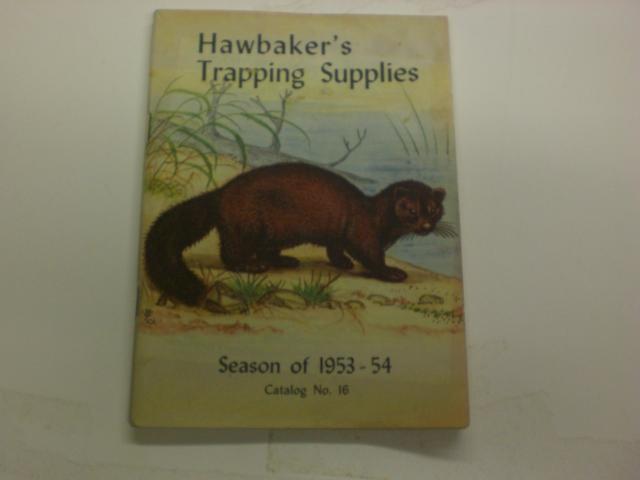 Hawbaker's
Trapping Supplies
Season of 1953-54
Catalog No. 16